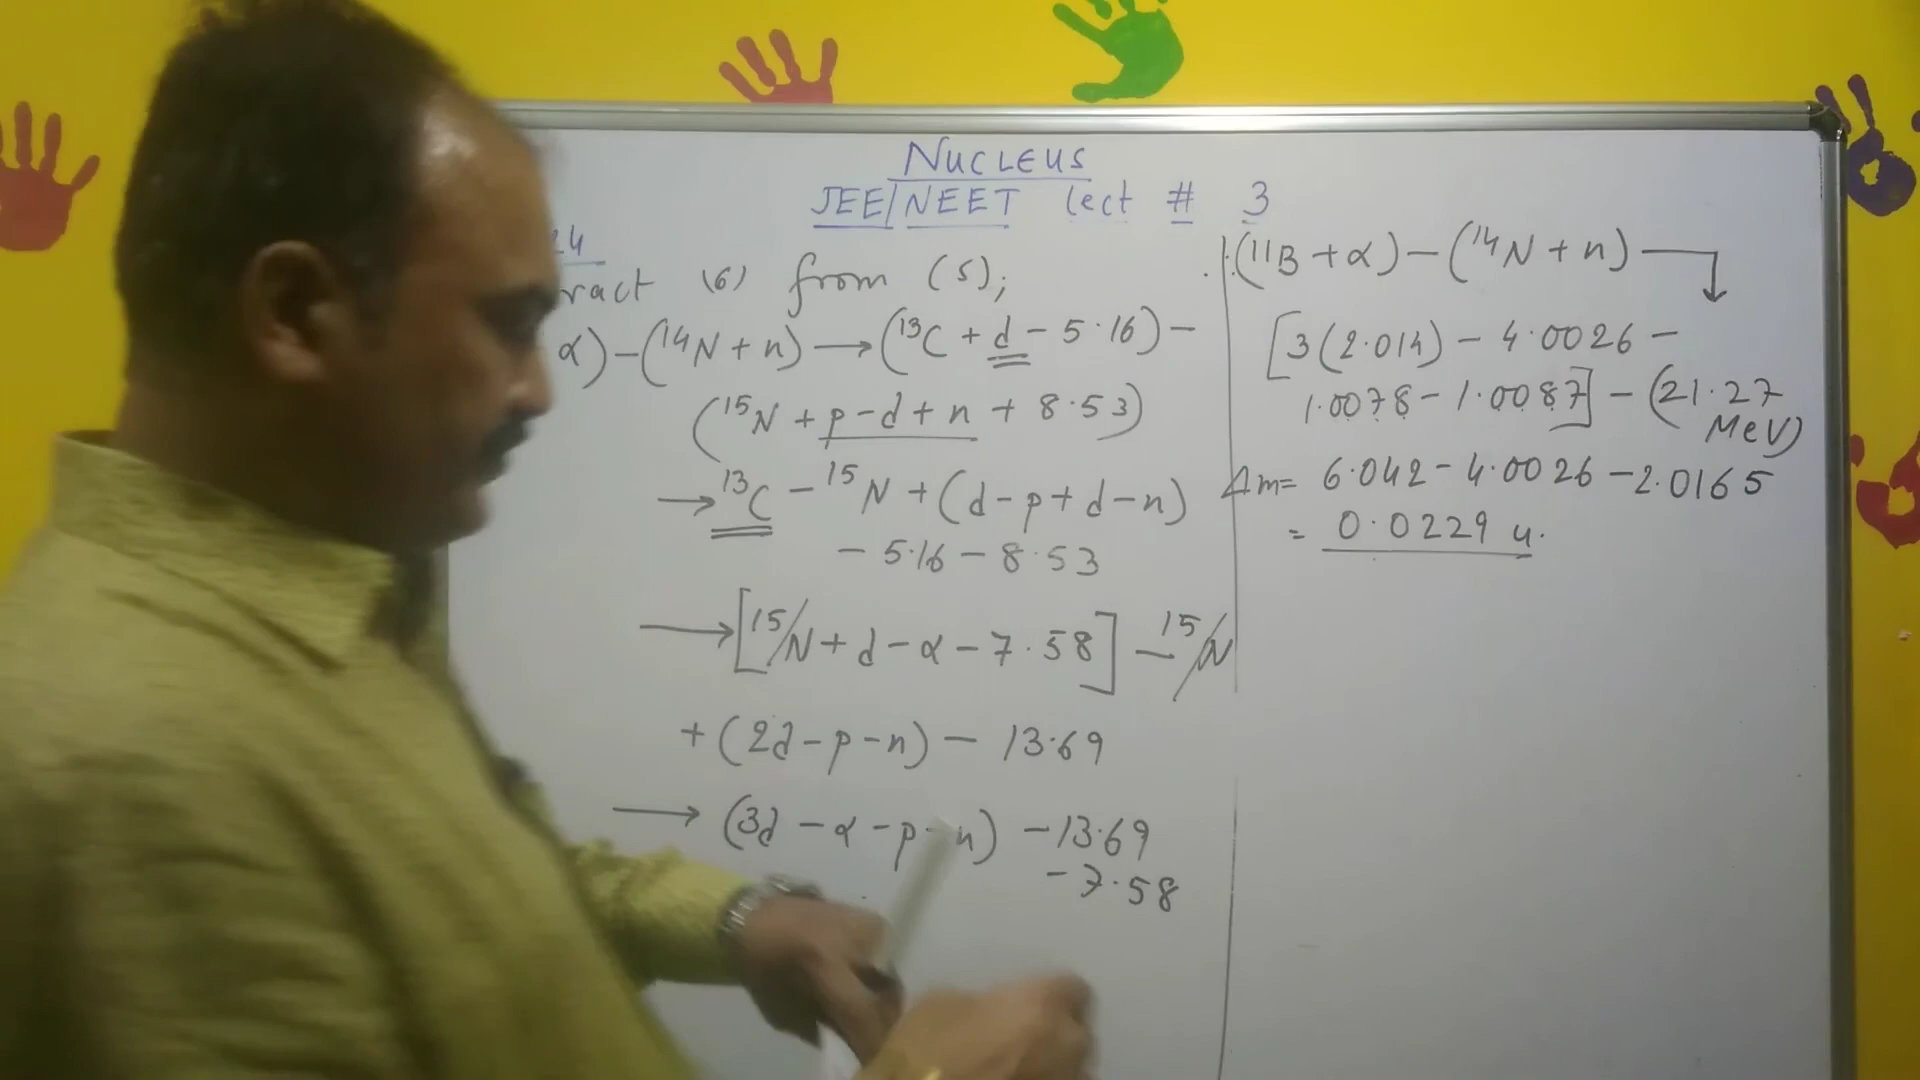 NUCLEUS
JEE/NEET lect # 3
24
ract (6) from (5);
α)-(¹⁴N+n) → (¹³C + d - 5.16) -
(¹⁵N + p-d+n + 8.53)
→ ¹³C - ¹⁵N + (d-p+d-n)
- 5.16 - 8.53
→ [¹⁵N + d - α - 7.58] - ¹⁵N
+ (2d-p-n) - 13.69
→ (3d - α - p - n) - 13.69
- 7.58
(11B + α) - (¹⁴N + n)
[3(2.014) - 4.0026 -
1.0078 - 1.0087] - (21.27
MeV)
Δm= 6.042 - 4.0026 - 2.0165
= 0.0229 u.